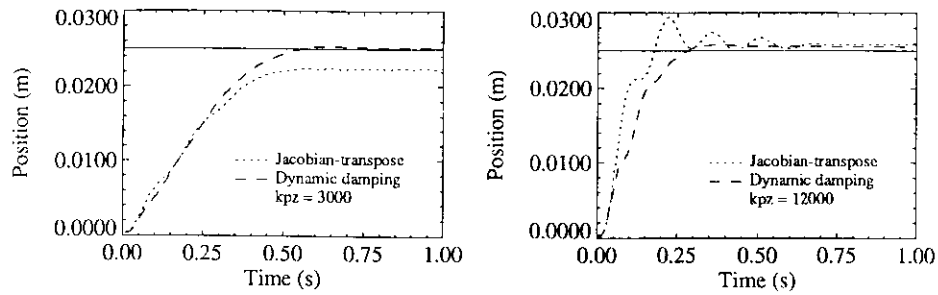 0.0300
0.0200
0.0100
0.0000
Position (m)
Jacobian-transpose
Dynamic damping
kpz = 3000
0.00 0.25 0.50 0.75 1.00
Time (s)
0.0300
0.0200
0.0100
0.0000
Position (m)
Jacobian-transpose
Dynamic damping
kpz = 12000
0.00 0.25 0.50 0.75 1.00
Time (s)